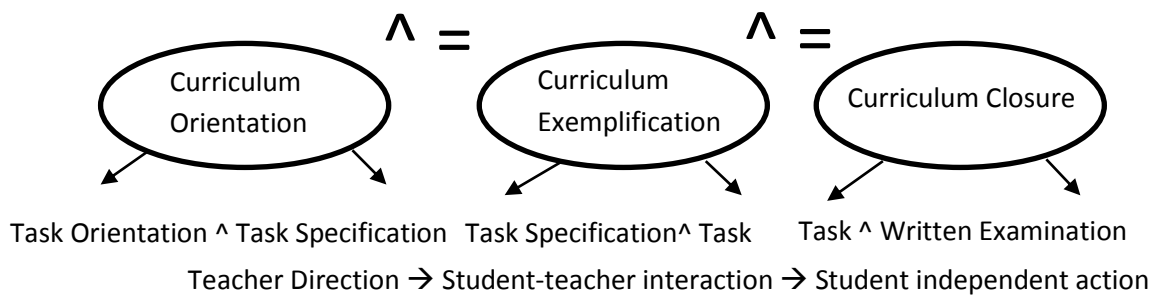 ^ = ^ =
Curriculum
Orientation
Curriculum
Exemplification
Curriculum Closure
Task Orientation ^ Task Specification
Task Specification^ Task
Task ^ Written Examination
Teacher Direction → Student-teacher interaction → Student independent action